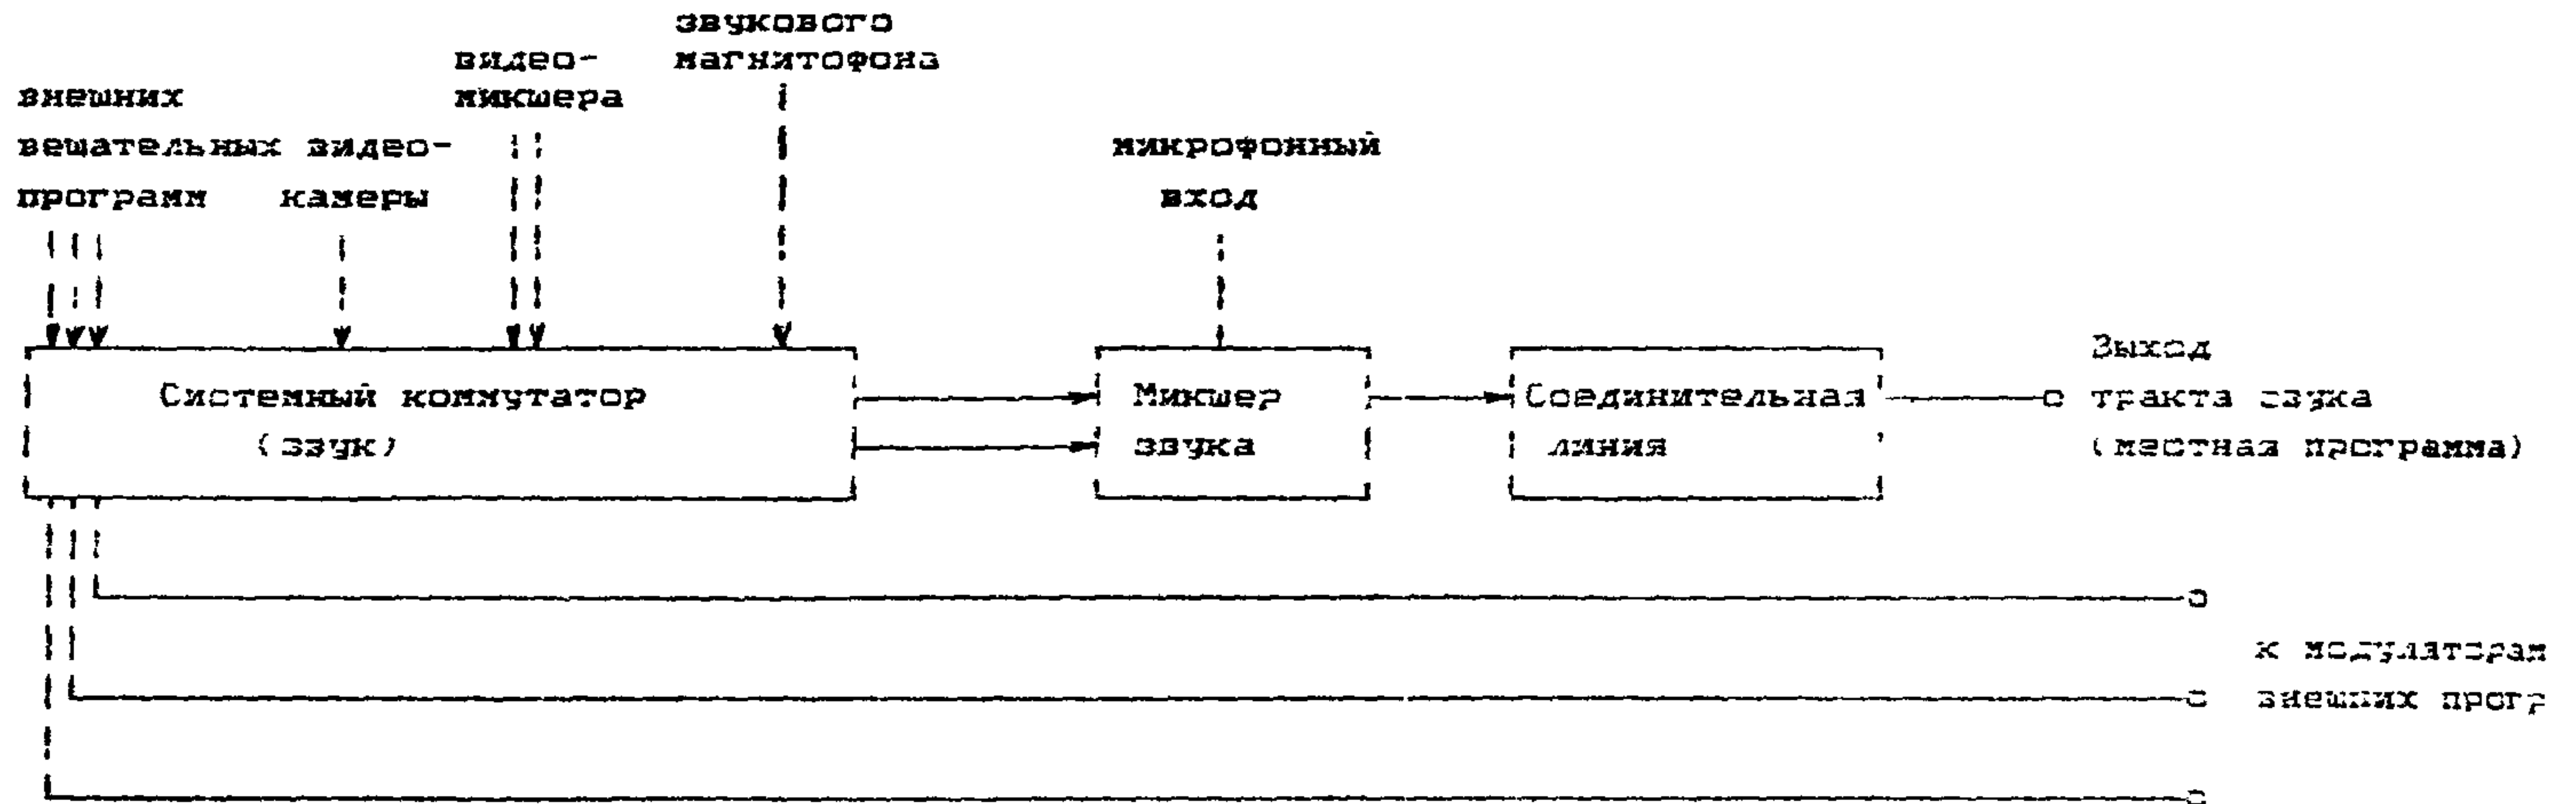 звукового
магнитофона
видео-
микшера
внешних
вещательных
программ
видео-
камеры
микрофонный
вход
Системный коммутатор
(звук)
Микшер
звука
Соединительная
линия
Выход
тракта звука
(местная программа)
к модуляторам
внешних прогр